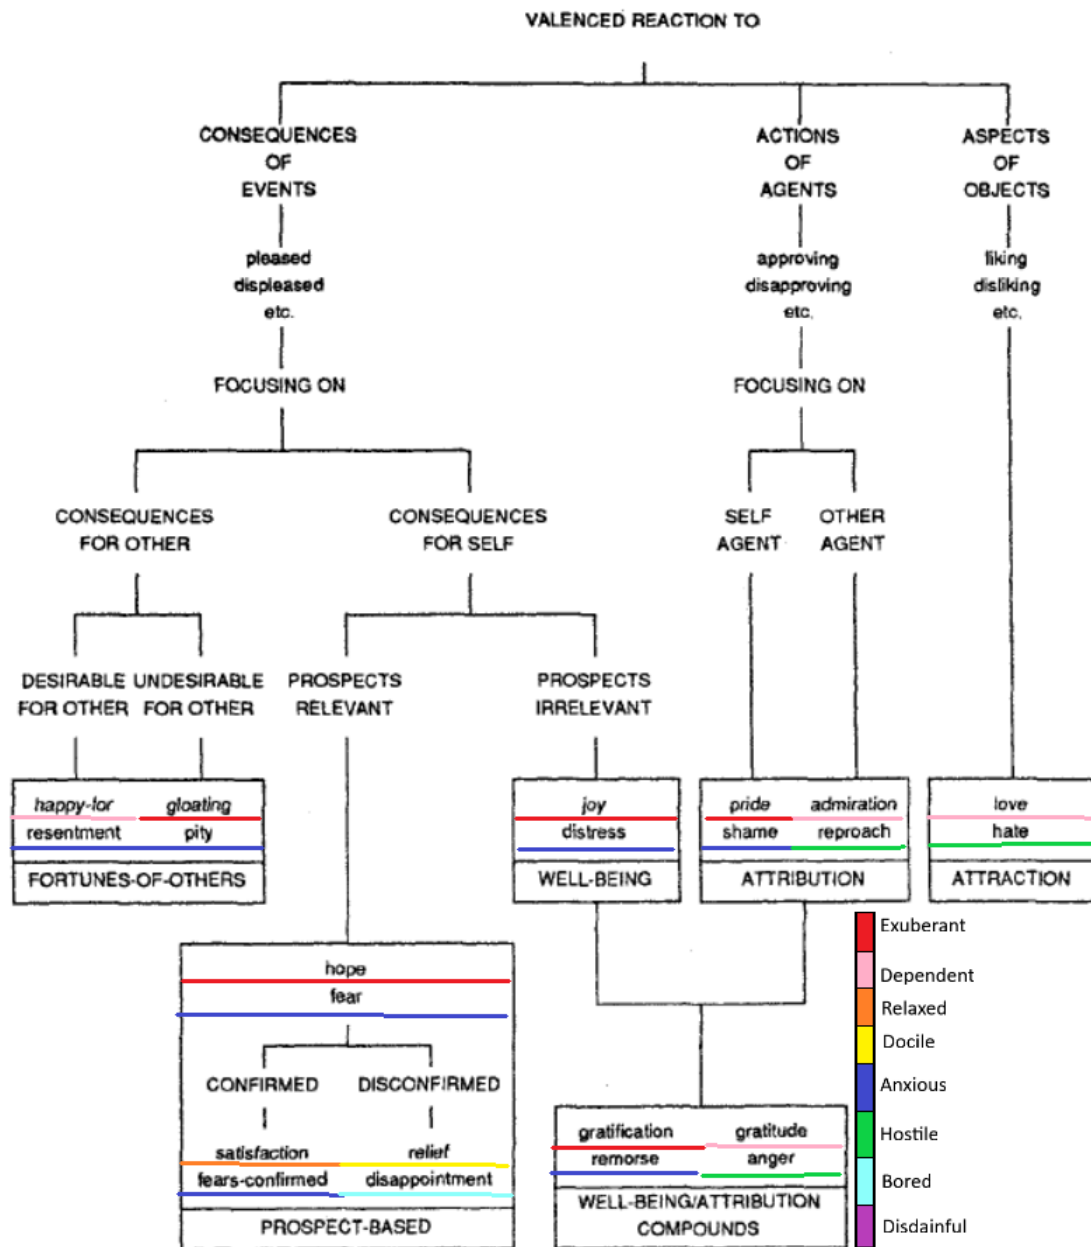 VALENCED REACTION TO
CONSEQUENCES
OF
EVENTS
ACTIONS
OF
AGENTS
ASPECTS
OF
OBJECTS
pleased
displeased
etc.
approving
disapproving
etc.
liking
disliking
etc.
FOCUSING ON
FOCUSING ON
CONSEQUENCES
FOR OTHER
CONSEQUENCES
FOR SELF
SELF
AGENT
OTHER
AGENT
DESIRABLE
FOR OTHER
UNDESIRABLE
FOR OTHER
PROSPECTS
RELEVANT
PROSPECTS
IRRELEVANT
happy-for
gloating
resentment
pity
FORTUNES-OF-OTHERS
joy
distress
WELL-BEING
pride
admiration
shame
reproach
ATTRIBUTION
love
hate
ATTRACTION
hope
fear
CONFIRMED
DISCONFIRMED
satisfaction
relief
fears-confirmed
disappointment
PROSPECT-BASED
gratification
gratitude
remorse
anger
WELL-BEING/ATTRIBUTION
COMPOUNDS
Exuberant
Dependent
Relaxed
Docile
Anxious
Hostile
Bored
Disdainful